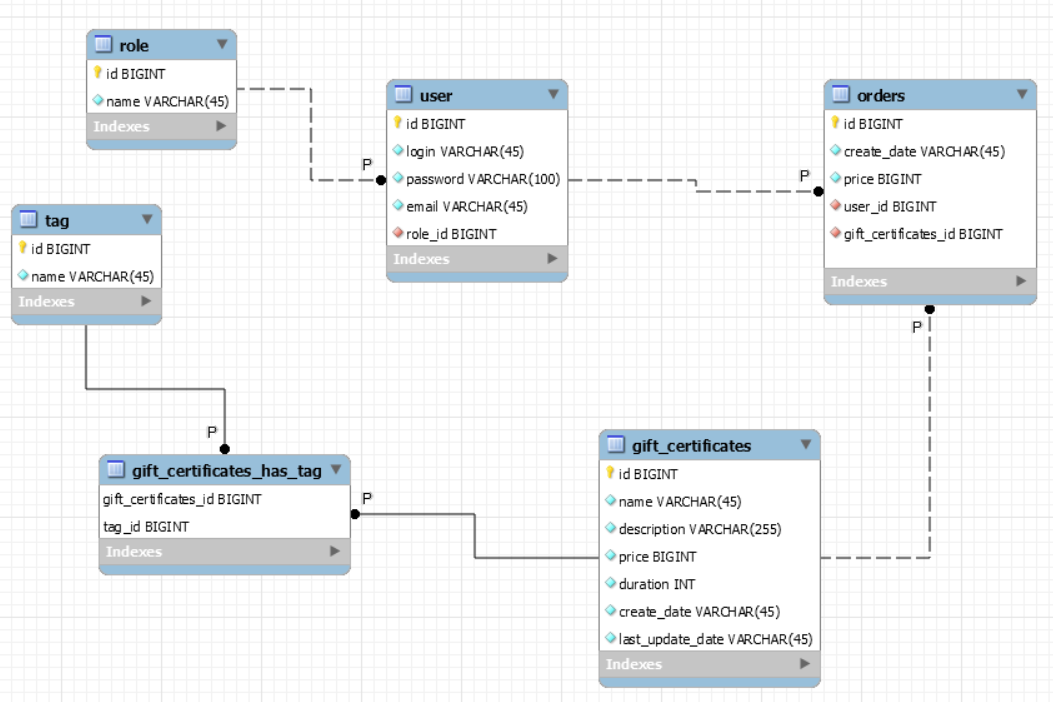 role
id BIGINT
name VARCHAR(45)
Indexes
P
user
id BIGINT
login VARCHAR(45)
password VARCHAR(100)
email VARCHAR(45)
role_id BIGINT
Indexes
P
orders
id BIGINT
create_date VARCHAR(45)
price BIGINT
user_id BIGINT
gift_certificates_id BIGINT
Indexes
P
tag
id BIGINT
name VARCHAR(45)
Indexes
P
gift_certificates_has_tag
gift_certificates_id BIGINT
tag_id BIGINT
Indexes
P
gift_certificates
id BIGINT
name VARCHAR(45)
description VARCHAR(255)
price BIGINT
duration INT
create_date VARCHAR(45)
last_update_date VARCHAR(45)
Indexes